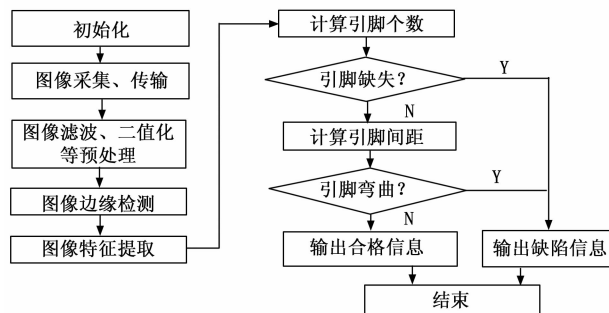 初始化
图像采集、传输
图像滤波、二值化
等预处理
图像边缘检测
图像特征提取
计算引脚个数
引脚缺失？
Y
N
计算引脚间距
引脚弯曲？
Y
N
输出合格信息
输出缺陷信息
结束